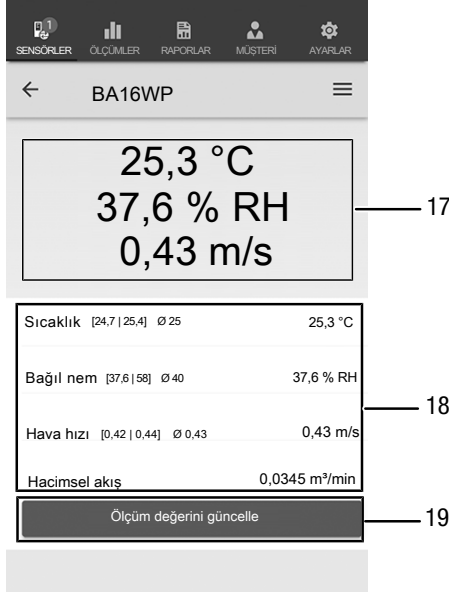 1
SENSÖRLER ÖLÇÜMLER RAPORLAR MÜŞTERİ AYARLAR
BA16WP
25,3 °C
37,6 % RH
0,43 m/s
17
Sıcaklık [24,7 | 25,4] Ø 25 25,3 °C
Bağıl nem [37,6 | 58] Ø 40 37,6 % RH
18
Hava hızı [0,42 | 0,44] Ø 0,43 0,43 m/s
Hacimsel akış 0,0345 m³/min
Ölçüm değerini güncelle
19